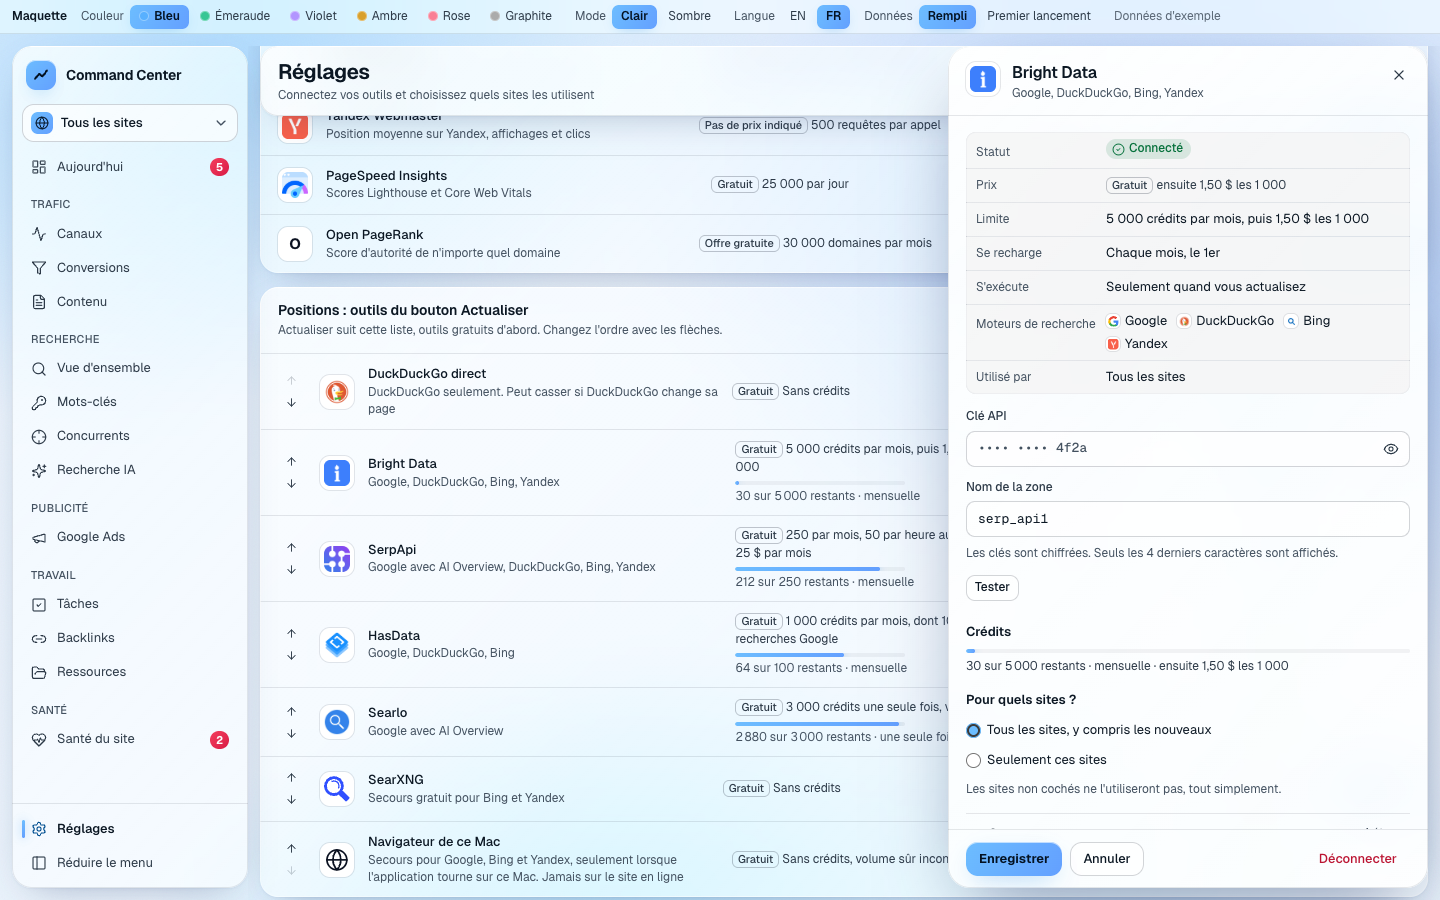 Maquette Couleur Bleu Émeraude Violet Ambre Rose Graphite Mode Clair Sombre Langue EN FR Données Rempli Premier lancement Données d'exemple
Command Center
Tous les sites
Aujourd'hui 5
TRAFIC
Canaux
Conversions
Contenu
RECHERCHE
Vue d'ensemble
Mots-clés
Concurrents
Recherche IA
PUBLICITÉ
Google Ads
TRAVAIL
Tâches
Backlinks
Ressources
SANTÉ
Santé du site 2
Réglages
Réduire le menu
Réglages
Connectez vos outils et choisissez quels sites les utilisent
Yandex Webmaster
Position moyenne sur Yandex, affichages et clics
Pas de prix indiqué 500 requêtes par appel
PageSpeed Insights
Scores Lighthouse et Core Web Vitals
Gratuit 25 000 par jour
Open PageRank
Score d'autorité de n'importe quel domaine
Offre gratuite 30 000 domaines par mois
Positions : outils du bouton Actualiser
Actualiser suit cette liste, outils gratuits d'abord. Changez l'ordre avec les flèches.
DuckDuckGo direct
DuckDuckGo seulement. Peut casser si DuckDuckGo change sa
page
Gratuit Sans crédits
Bright Data
Google, DuckDuckGo, Bing, Yandex
Gratuit 5 000 crédits par mois, puis 1,
000
30 sur 5 000 restants · mensuelle
SerpApi
Google avec AI Overview, DuckDuckGo, Bing, Yandex
Gratuit 250 par mois, 50 par heure au
25 $ par mois
212 sur 250 restants · mensuelle
HasData
Google, DuckDuckGo, Bing
Gratuit 1 000 crédits par mois, dont 10
recherches Google
64 sur 100 restants · mensuelle
Searlo
Google avec AI Overview
Gratuit 3 000 crédits une seule fois, v
2 880 sur 3 000 restants · une seule foi
SearXNG
Secours gratuit pour Bing et Yandex
Gratuit Sans crédits
Navigateur de ce Mac
Secours pour Google, Bing et Yandex, seulement lorsque
l'application tourne sur ce Mac. Jamais sur le site en ligne
Gratuit Sans crédits, volume sûr incon
Bright Data
Google, DuckDuckGo, Bing, Yandex
Statut Connecté
Prix Gratuit ensuite 1,50 $ les 1 000
Limite 5 000 crédits par mois, puis 1,50 $ les 1 000
Se recharge Chaque mois, le 1er
S'exécute Seulement quand vous actualisez
Moteurs de recherche Google DuckDuckGo Bing
Yandex
Utilisé par Tous les sites
Clé API
•••• •••• 4f2a
Nom de la zone
serp_api1
Les clés sont chiffrées. Seuls les 4 derniers caractères sont affichés.
Tester
Crédits
30 sur 5 000 restants · mensuelle · ensuite 1,50 $ les 1 000
Pour quels sites ?
Tous les sites, y compris les nouveaux
Seulement ces sites
Les sites non cochés ne l'utiliseront pas, tout simplement.
Enregistrer Annuler Déconnecter